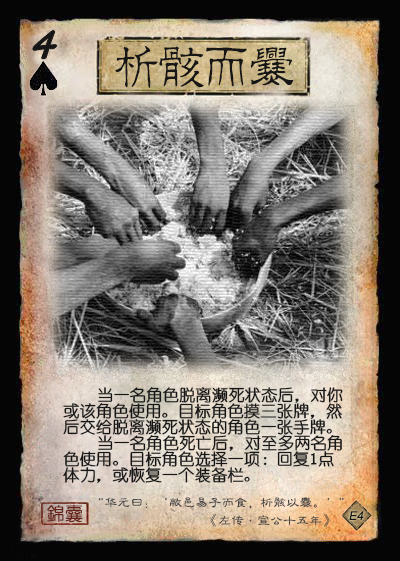 4
析骸而爨
当一名角色脱离濒死状态后，对你
或该角色使用。目标角色摸三张牌，然
后交给脱离濒死状态的角色一张手牌。
当一名角色死亡后，对至多两名角
色使用。目标角色选择一项：回复1点
体力，或恢复一个装备栏。
“华元曰：‘敝邑易子而食，析骸以爨。’”
《左传·宣公十五年》
錦囊
E4